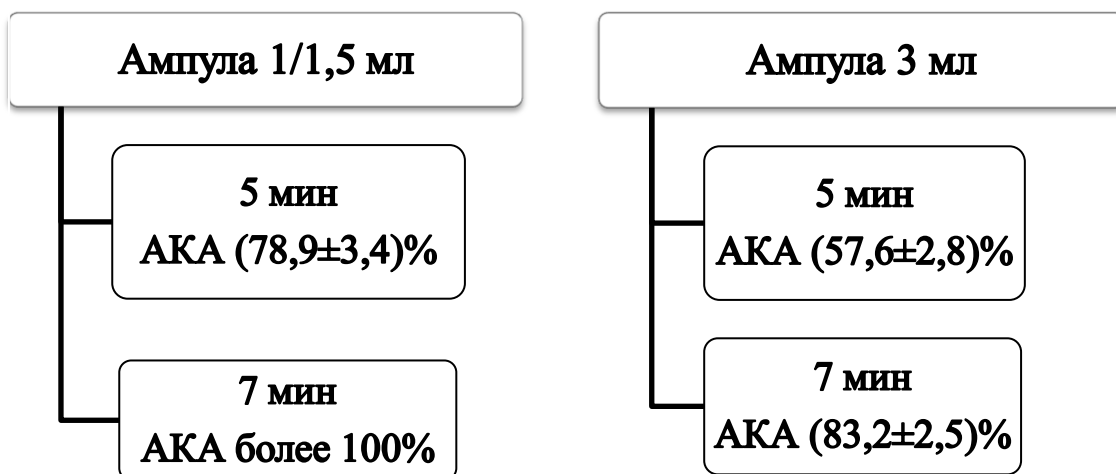 Ампула 1/1,5 мл
5 мин
АКА (78,9±3,4)%
7 мин
АКА более 100%
Ампула 3 мл
5 мин
АКА (57,6±2,8)%
7 мин
АКА (83,2±2,5)%